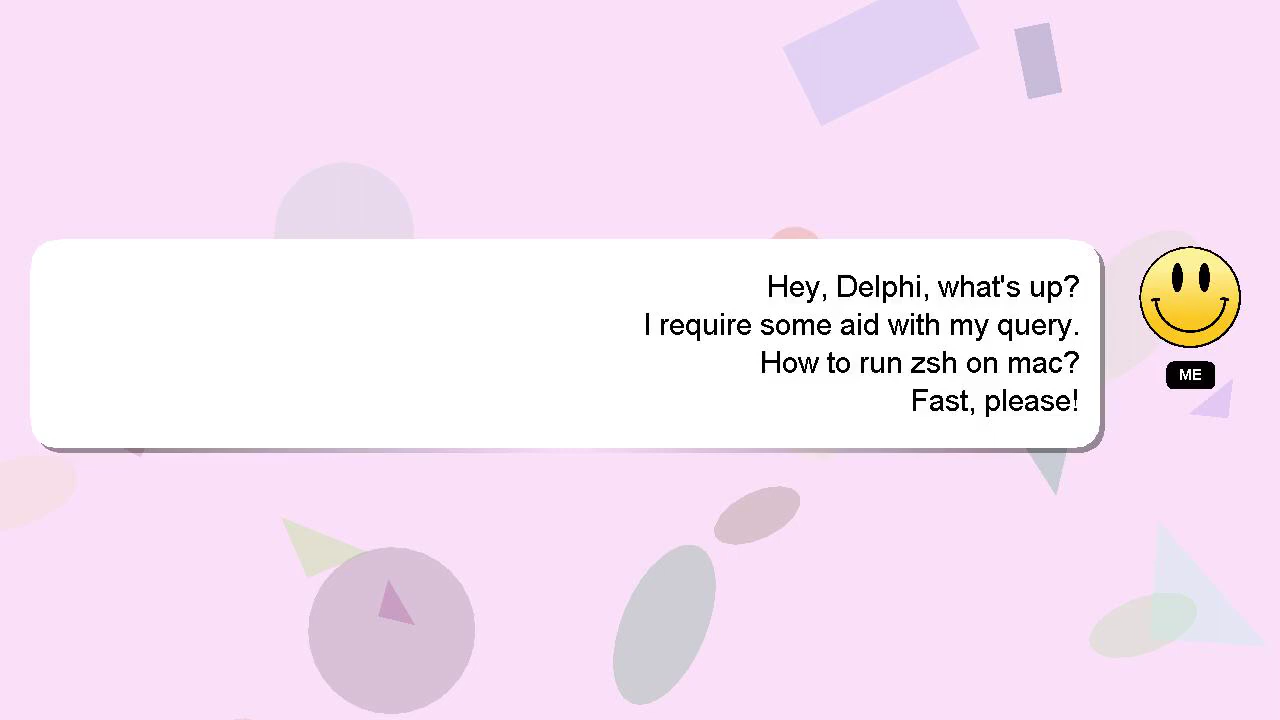 Hey, Delphi, what's up?
I require some aid with my query.
How to run zsh on mac?
Fast, please!
ME